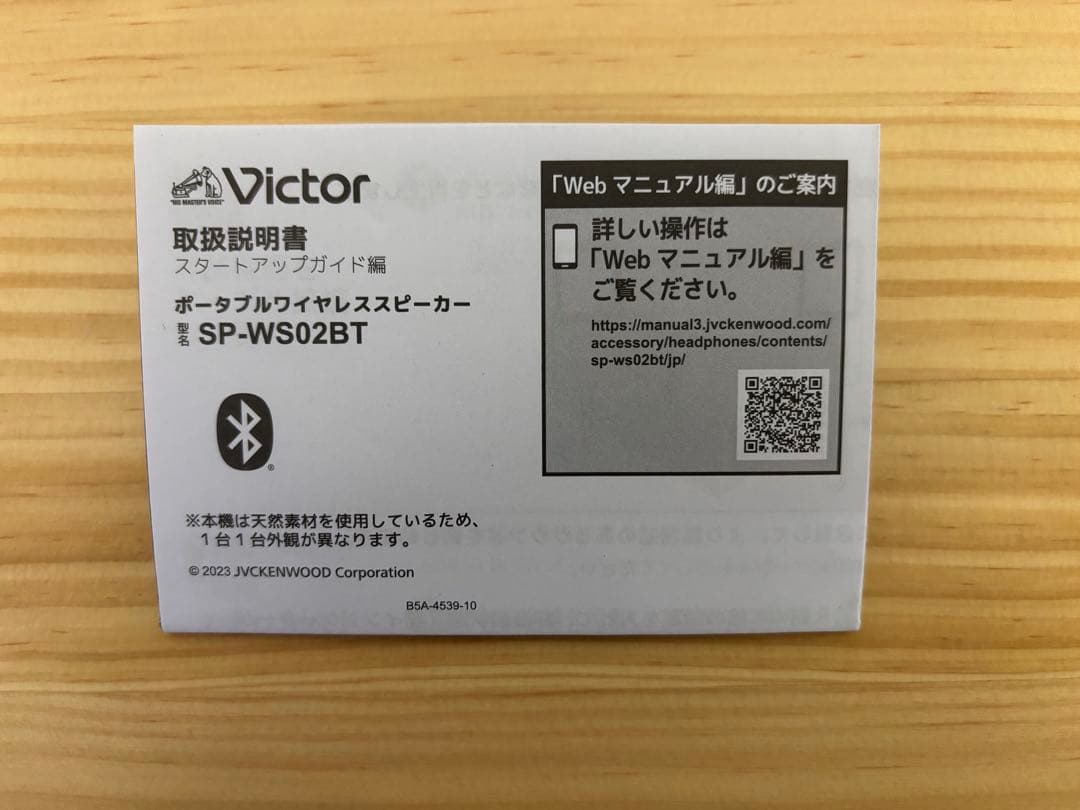 "HIS MASTER'S VOICE"
Victor
取扱説明書
スタートアップガイド編
ポータブルワイヤレススピーカー
型名 SP-WS02BT
®
※本機は天然素材を使用しているため、
1台1台外観が異なります。
© 2023 JVCKENWOOD Corporation
B5A-4539-10
「Web マニュアル編」のご案内
詳しい操作は
「Web マニュアル編」を
ご覧ください。
https://manual3.jvckenwood.com/
accessory/headphones/contents/
sp-ws02bt/jp/